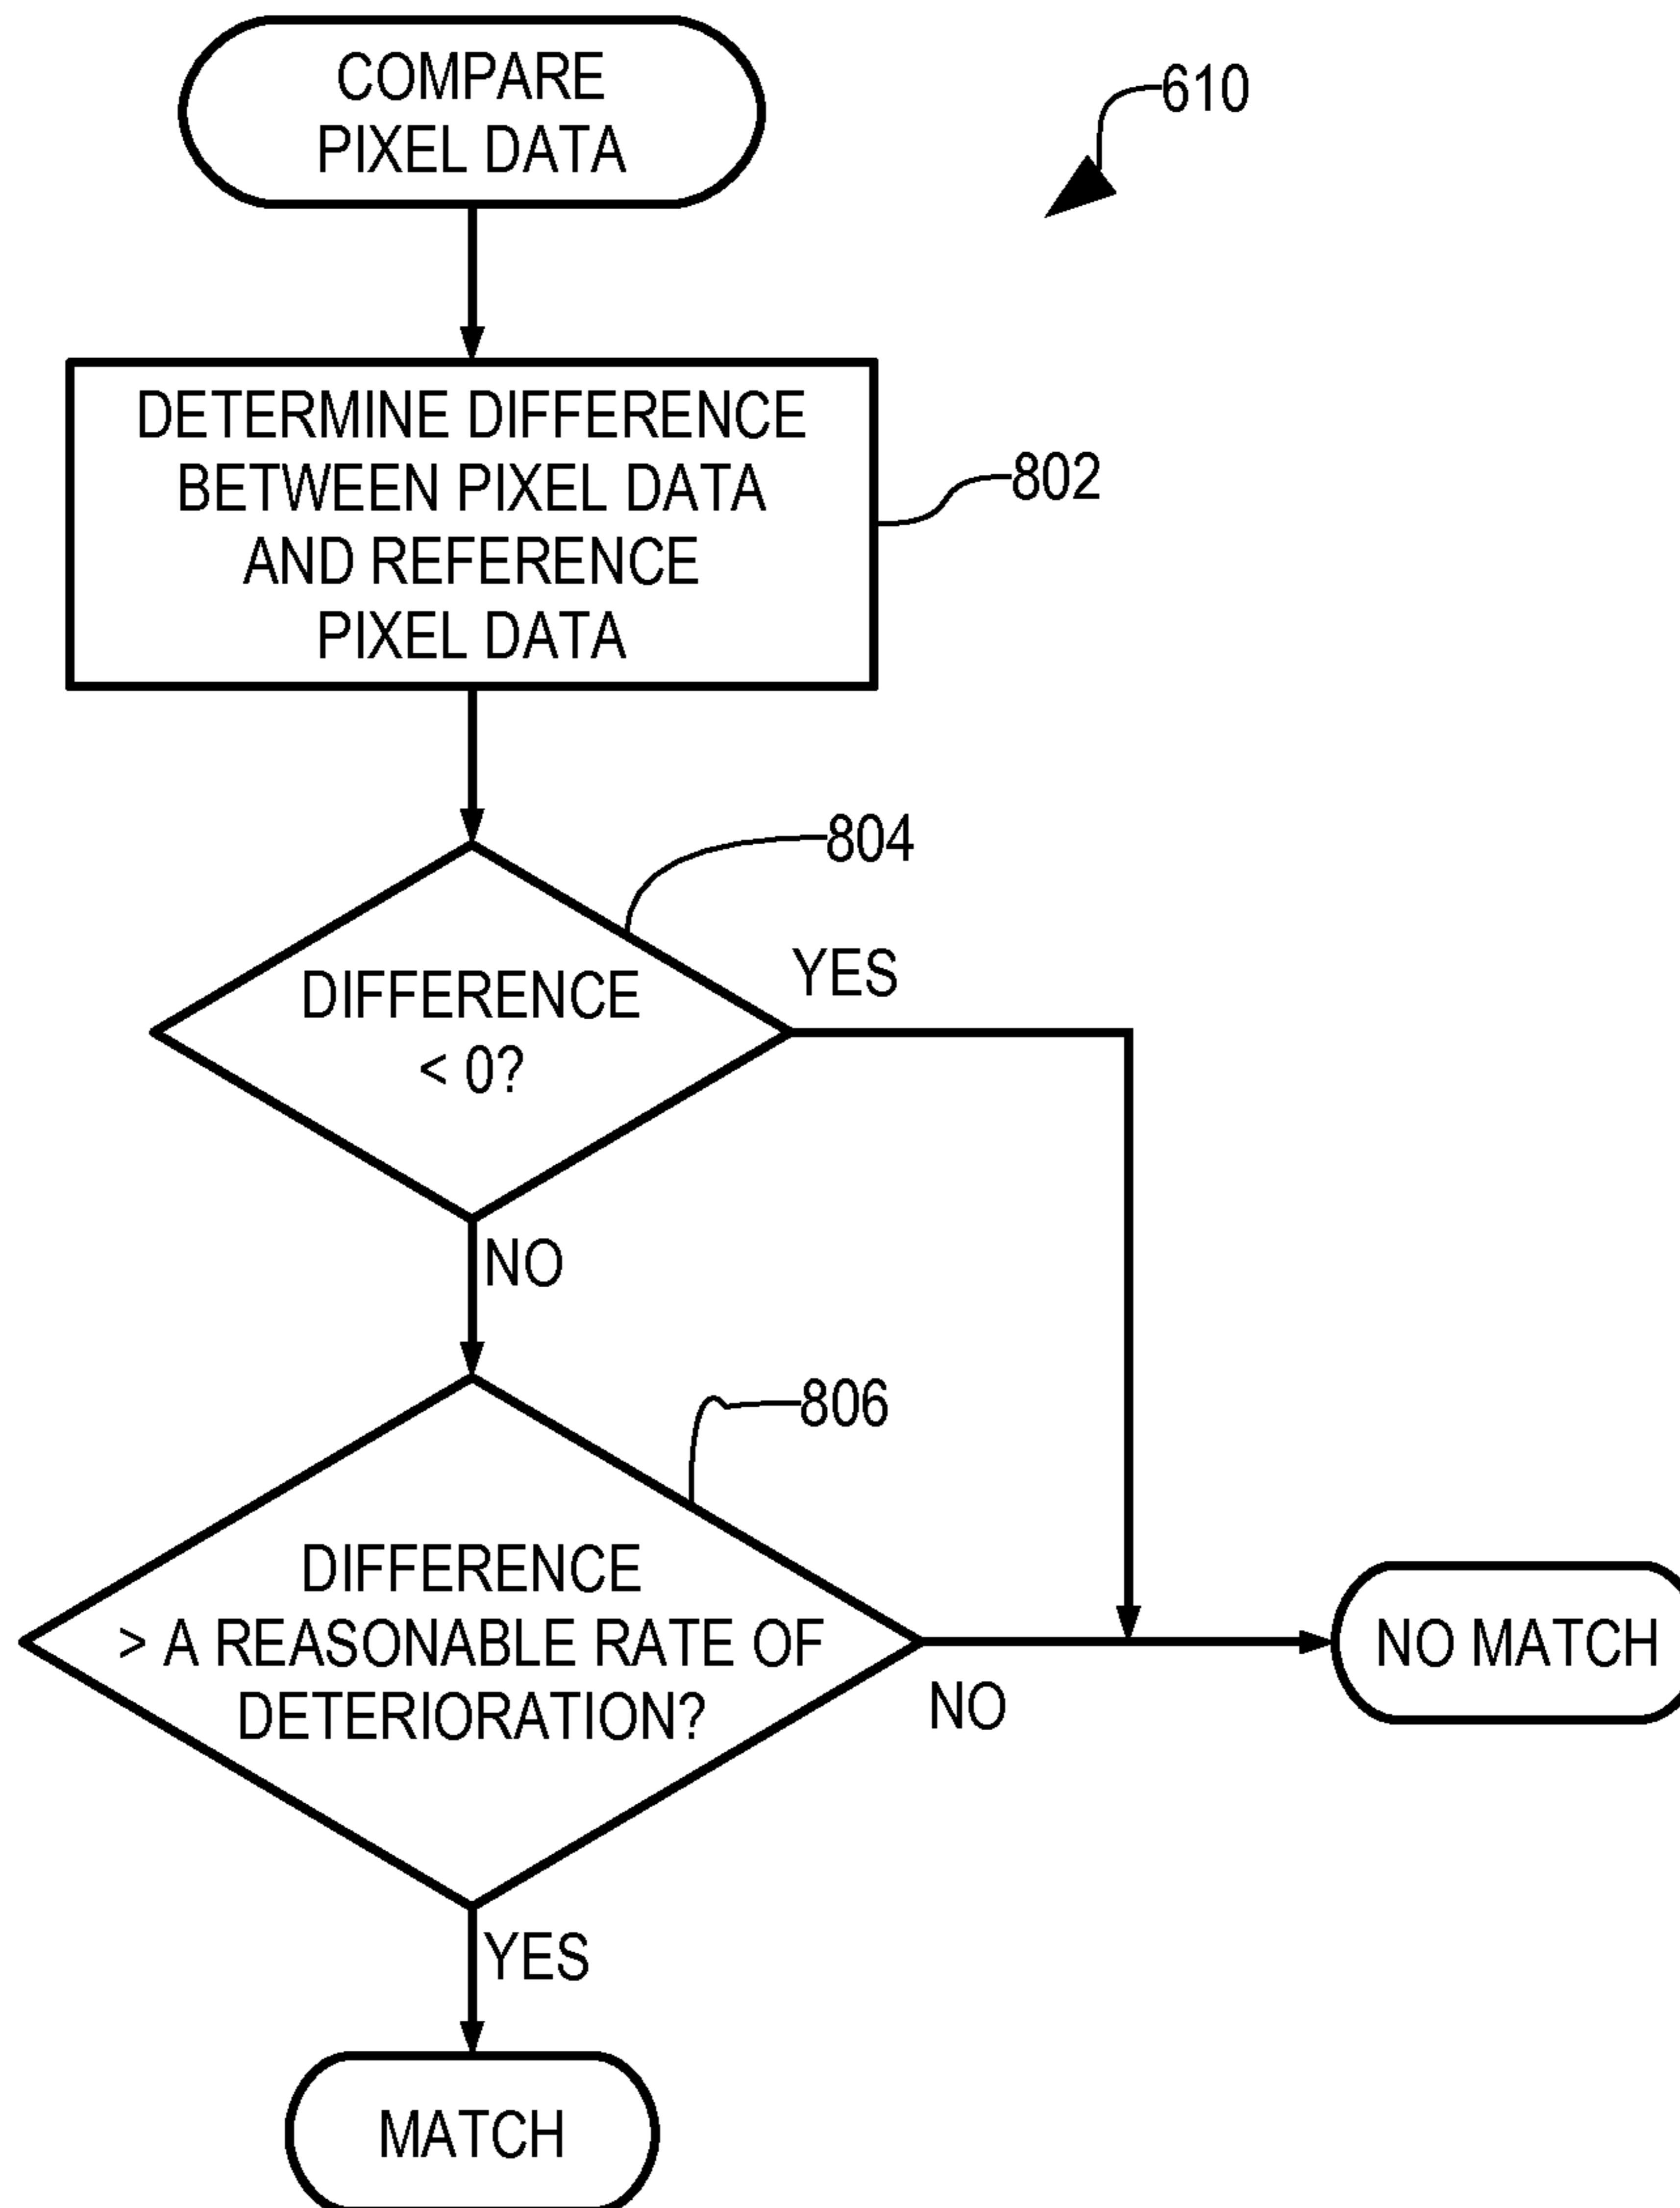 COMPARE
PIXEL DATA
610
DETERMINE DIFFERENCE
BETWEEN PIXEL DATA
AND REFERENCE
PIXEL DATA
802
804
DIFFERENCE
< 0?
YES
NO
806
DIFFERENCE
> A REASONABLE RATE OF
DETERIORATION?
NO
NO MATCH
YES
MATCH